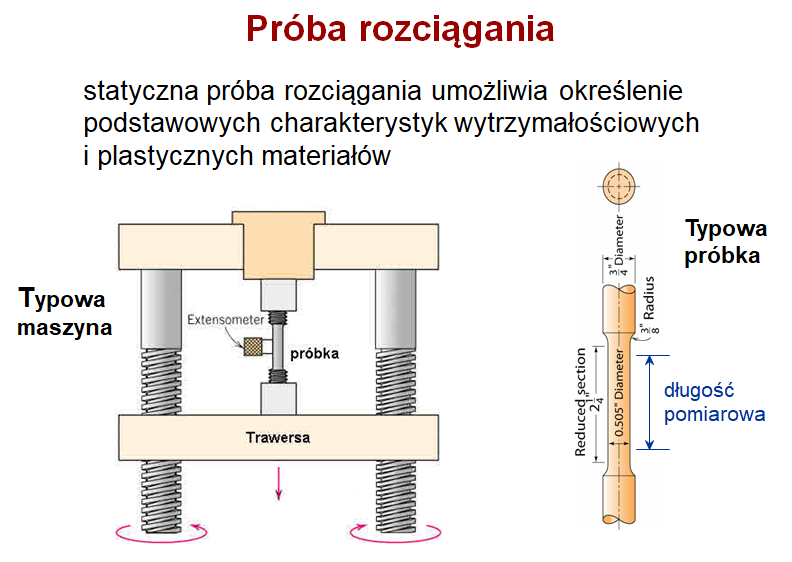 Próba rozciągania
statyczna próba rozciągania umożliwia określenie
podstawowych charakterystyk wytrzymałościowych
i plastycznych materiałów
Typowa
maszyna
Extensometer
próbka
Trawersa
Typowa
próbka
3/4" Diameter
3/8" Radius
Reduced section
2 1/4"
0.505" Diameter
długość
pomiarowa